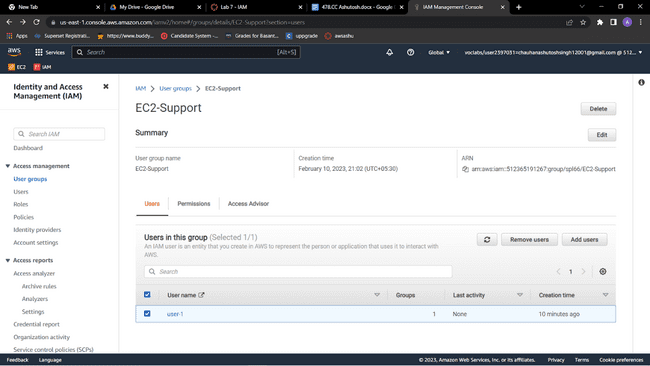 New Tab
My Drive - Google Drive
Lab 7 - IAM
478.CC Ashutosh.docx - Google
IAM Management Console
us-east-1.console.aws.amazon.com/iamv2/home#/groups/details/EC2-Support?section=users
Apps
Superset Registrati...
https://www.buddy...
Candidate System -...
Grades for Basant...
upgrade
awsashu
aws
Services
Search
[Alt+S]
Global
voclabs/user2397051=chauhanashutoshsingh12001@gmail.com @ 512...
EC2
IAM
Identity and Access Management (IAM)
Search IAM
Dashboard
Access management
User groups
Users
Roles
Policies
Identity providers
Account settings
Access reports
Access analyzer
Archive rules
Analyzers
Settings
Credential report
Organization activity
Service control policies (SCPs)
IAM > User groups > EC2-Support
EC2-Support
Delete
Summary
Edit
User group name
EC2-Support
Creation time
February 10, 2023, 21:02 (UTC+05:30)
ARN
arn:aws:iam::512365191267:group/spl66/EC2-Support
Users
Permissions
Access Advisor
Users in this group (Selected 1/1)
An IAM user is an entity that you create in AWS to represent the person or application that uses it to interact with
AWS.
Remove users
Add users
Search
1
User name
Groups
Last activity
Creation time
user-1
1
None
10 minutes ago
Feedback
Language
© 2023, Amazon Web Services, Inc. or its affiliates.
Privacy
Terms
Cookie preferences